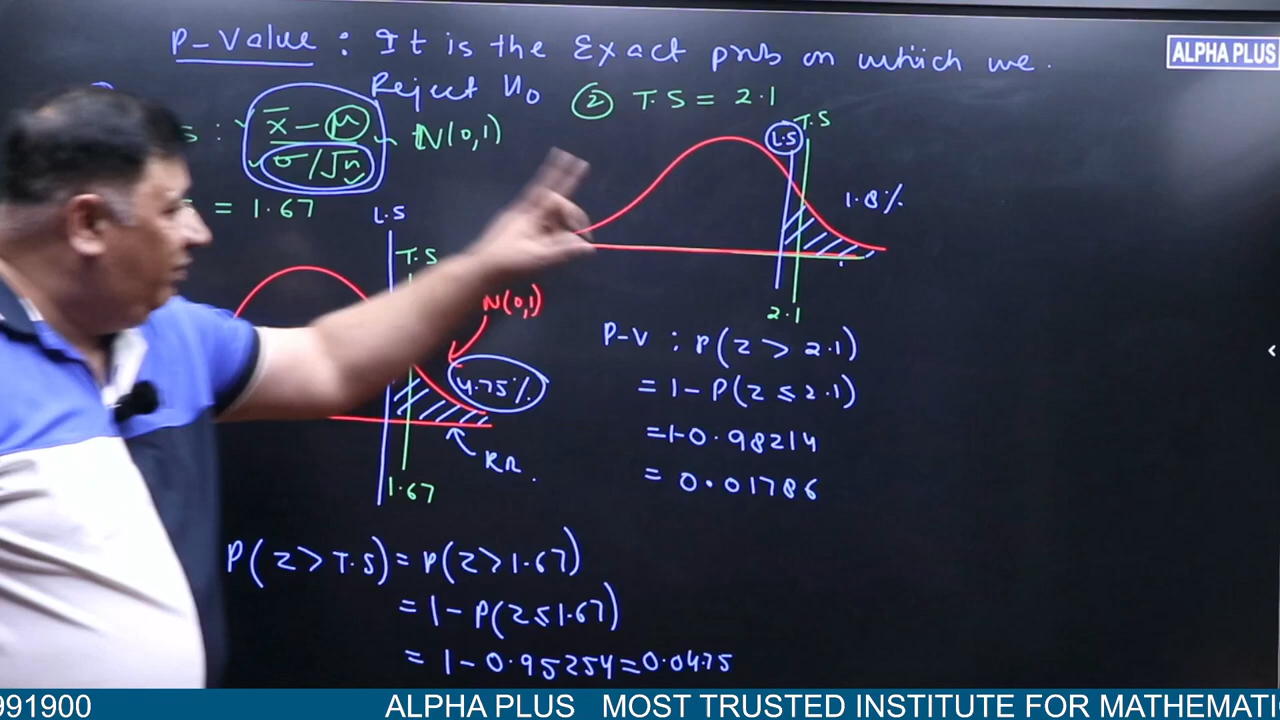 P-Value : It is the Exact prob on which we.
ALPHA PLUS
Reject H₀
② T.S = 2.1
s : x̄ - μ / σ/√n ~ N(0,1)
s = 1.67
L.S
T.S
N(0,1)
4.75%
RR.
1.67
L.S
T.S
1.8%
2.1
P-V : P(Z > 2.1)
= 1 - P(Z ≤ 2.1)
= 1-0.98214
= 0.01786
P(Z > T.S) = P(Z > 1.67)
= 1 - P(Z ≤ 1.67)
= 1 - 0.95254 = 0.0475
991900
ALPHA PLUS MOST TRUSTED INSTITUTE FOR MATHEMATI